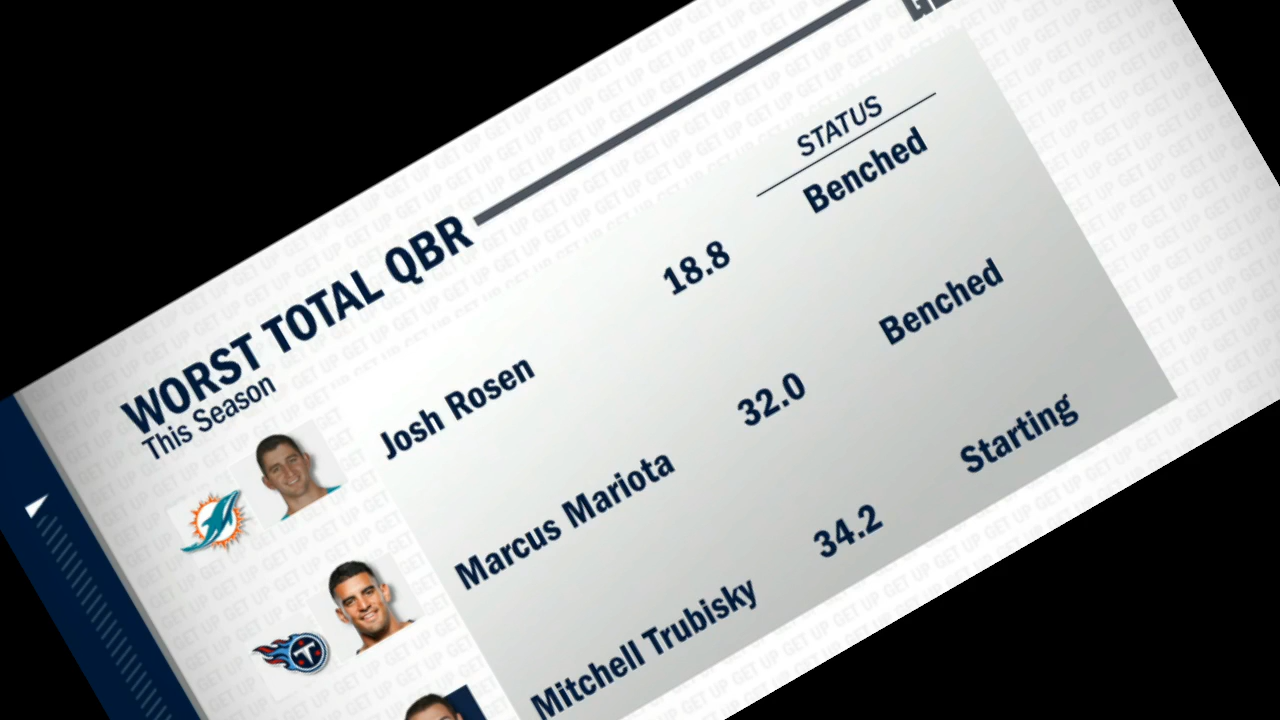 WORST TOTAL QBR
This Season
STATUS
Josh Rosen 18.8 Benched
Marcus Mariota 32.0 Benched
Mitchell Trubisky 34.2 Starting